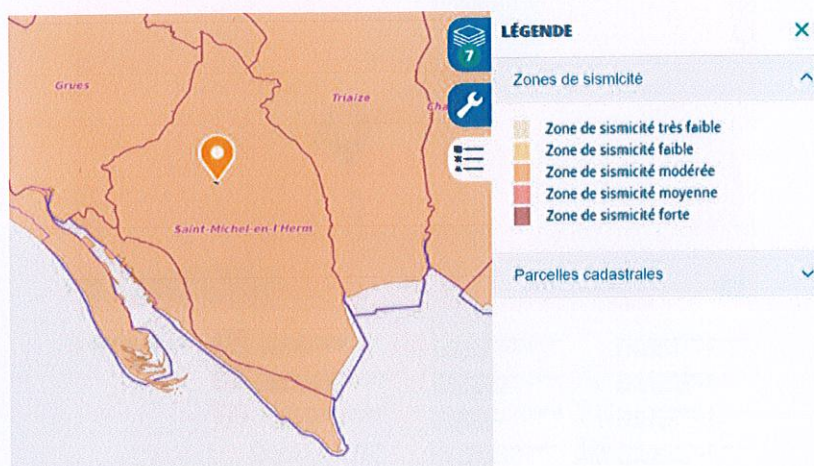 Grues
Triaize
Cha
Saint-Michel-en-l'Herm
7
LÉGENDE
Zones de sismicité
Zone de sismicité très faible
Zone de sismicité faible
Zone de sismicité modérée
Zone de sismicité moyenne
Zone de sismicité forte
Parcelles cadastrales